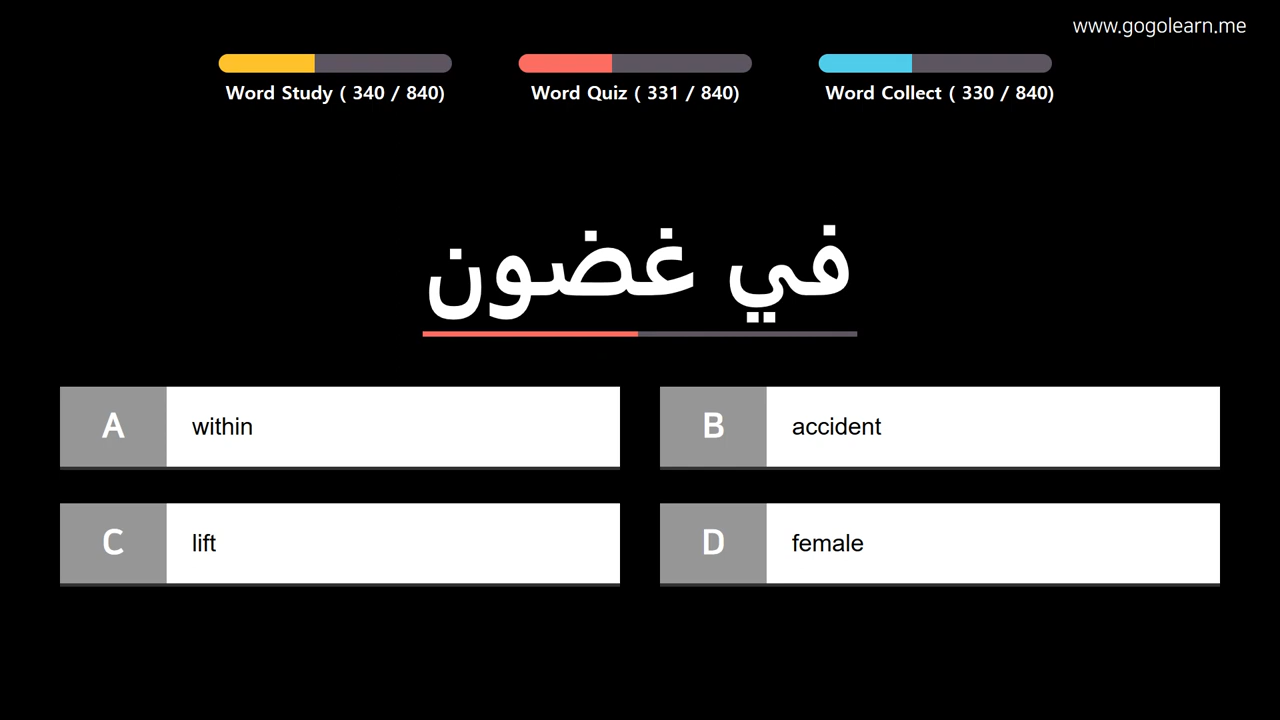 www.gogolearn.me
Word Study ( 340 / 840)
Word Quiz ( 331 / 840)
Word Collect ( 330 / 840)
في غضون
A within
B accident
C lift
D female